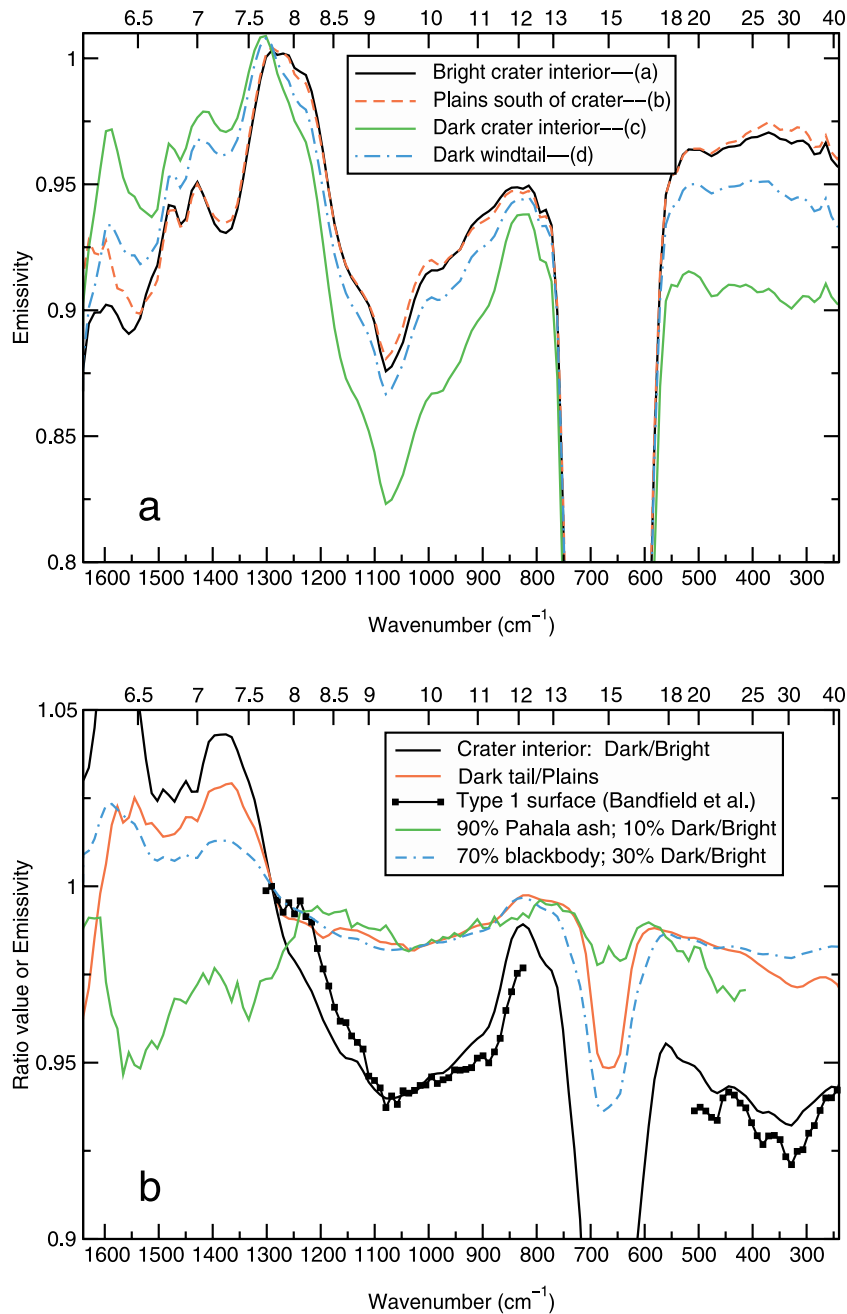 6.5 7 7.5 8 8.5 9 10 11 12 13 15 18 20 25 30 40
1
0.95
0.9
0.85
0.8
Emissivity
Bright crater interior—(a)
Plains south of crater--(b)
Dark crater interior--(c)
Dark windtail—(d)
a
1600 1500 1400 1300 1200 1100 1000 900 800 700 600 500 400 300
Wavenumber (cm⁻¹)
6.5 7 7.5 8 8.5 9 10 11 12 13 15 18 20 25 30 40
1.05
1
0.95
0.9
Ratio value or Emissivity
Crater interior: Dark/Bright
Dark tail/Plains
Type 1 surface (Bandfield et al.)
90% Pahala ash; 10% Dark/Bright
70% blackbody; 30% Dark/Bright
b
1600 1500 1400 1300 1200 1100 1000 900 800 700 600 500 400 300
Wavenumber (cm⁻¹)